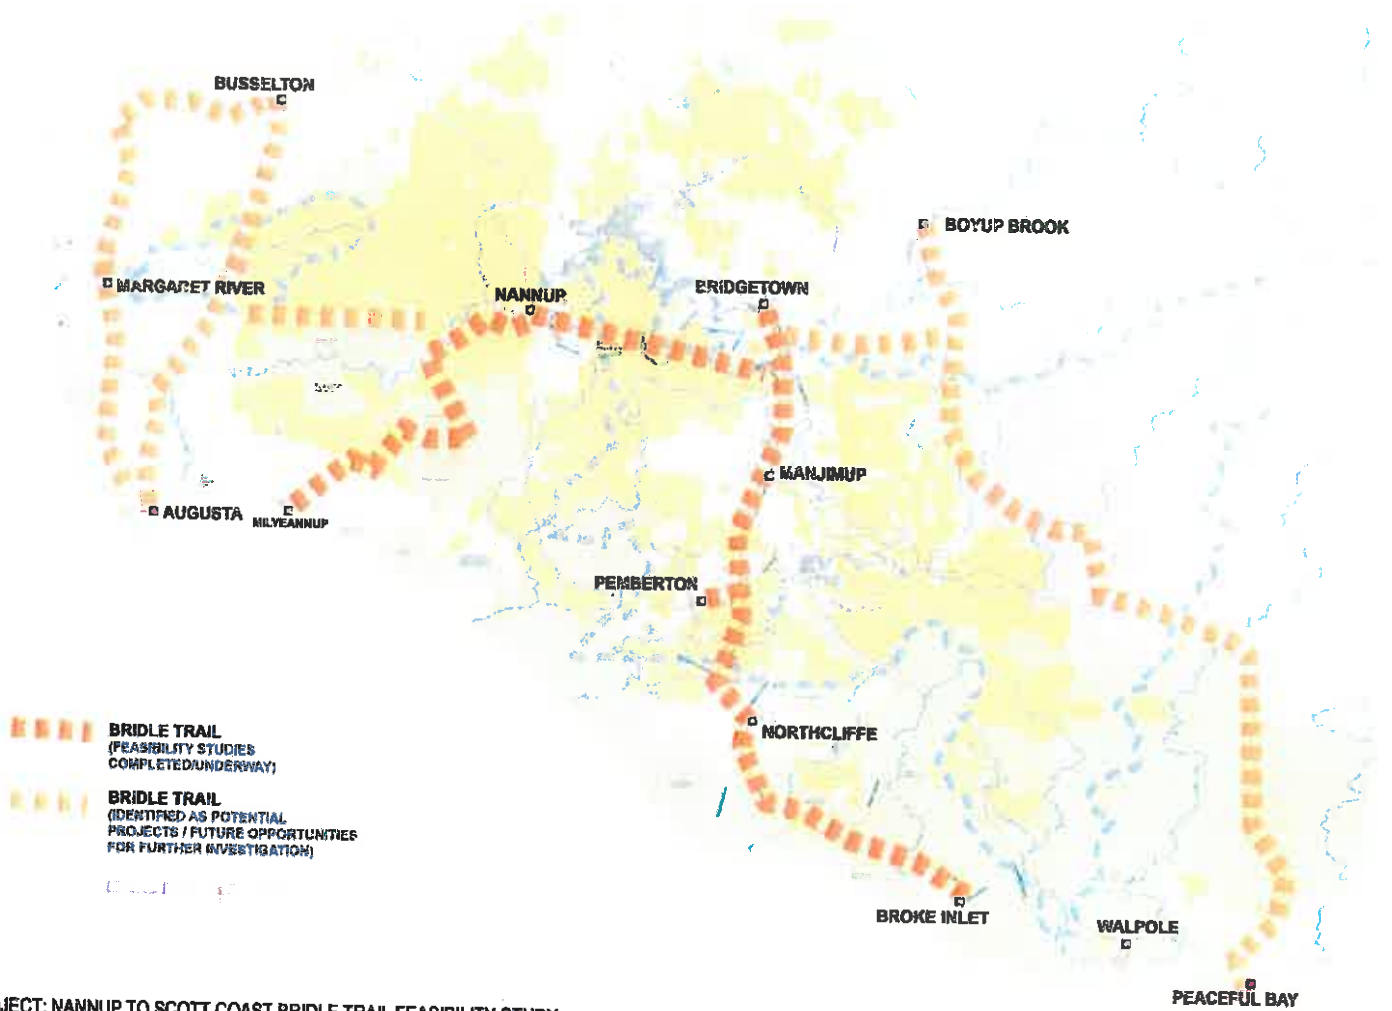 BUSSELTON
BOYUP BROOK
MARGARET RIVER
NANNUP
BRIDGETOWN
MANJIMUP
AUGUSTA
MILYEANNUP
PEMBERTON
NORTHCLIFFE
BRIDLE TRAIL
(FEASIBILITY STUDIES
COMPLETED/UNDERWAY)
BRIDLE TRAIL
(IDENTIFIED AS POTENTIAL
PROJECTS / FUTURE OPPORTUNITIES
FOR FURTHER INVESTIGATION)
BROKE INLET
WALPOLE
PEACEFUL BAY
JECT: NANNUP TO SCOTT COAST BRIDLE TRAIL FEASIBILITY STUDY